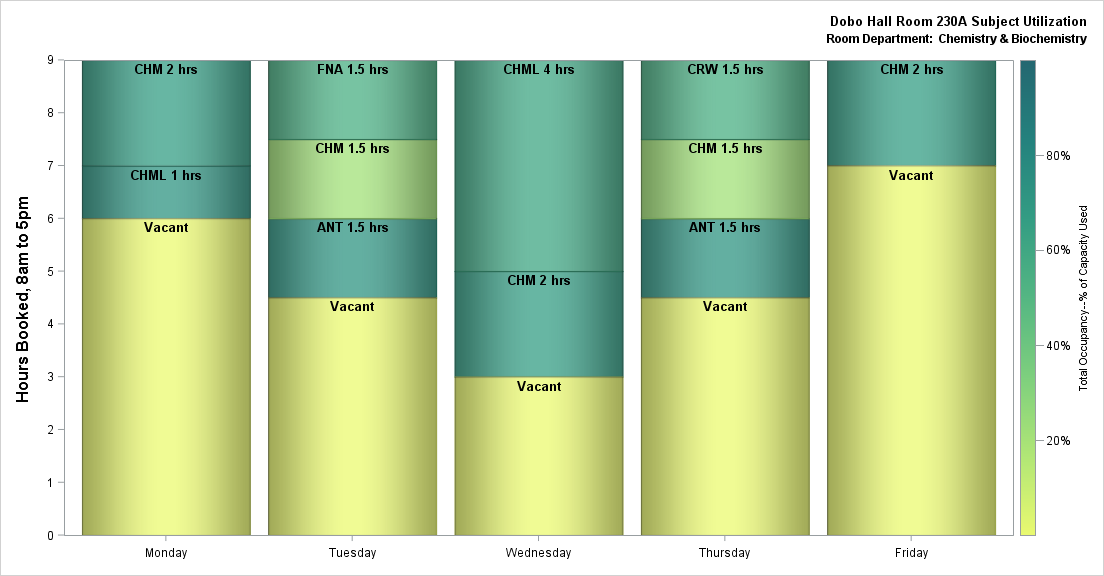 Dobo Hall Room 230A Subject Utilization
Room Department: Chemistry & Biochemistry
Hours Booked, 8am to 5pm
9
8
7
6
5
4
3
2
1
0
CHM 2 hrs
CHML 1 hrs
Vacant
FNA 1.5 hrs
CHM 1.5 hrs
ANT 1.5 hrs
Vacant
CHML 4 hrs
CHM 2 hrs
Vacant
CRW 1.5 hrs
CHM 1.5 hrs
ANT 1.5 hrs
Vacant
CHM 2 hrs
Vacant
Monday
Tuesday
Wednesday
Thursday
Friday
80%
60%
40%
20%
Total Occupancy--% of Capacity Used